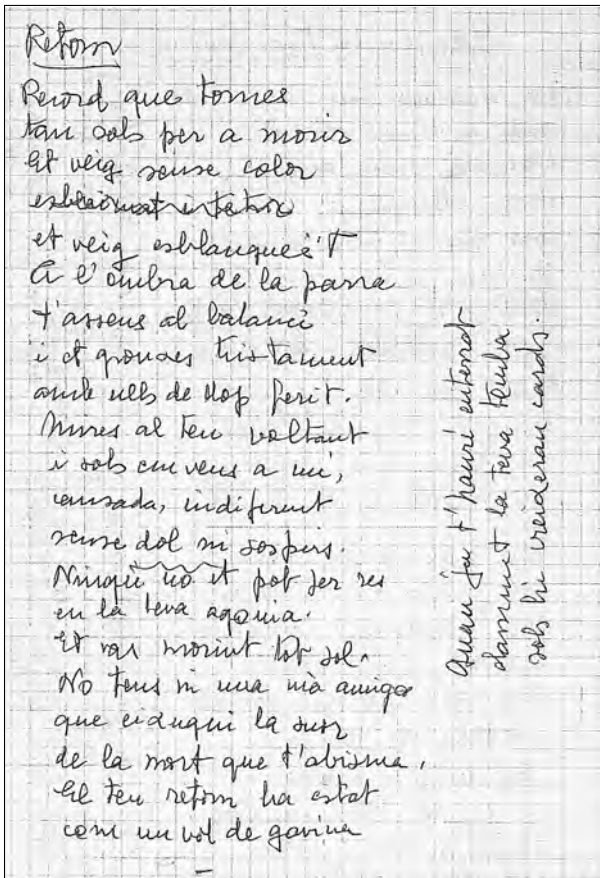 Retorn
Record que tornes
tan sols per a morir
et veig sense color
et veig esblanqueït
a l'ombra de la parra
t'asseus al balancí
i et gronxes tristament
amb ulls de llop ferit.
Mires al teu voltant
i sols em veus a mi,
cansada, indiferent
sense dol ni sospirs.
Ningú no et pot fer res
en la teva agonia.
Et vas morint tot sol.
No tens ni una mà amiga
que eixugui la suor
de la mort que t'abisma.
El teu retorn ha estat
com un vol de gavina
Quan jo t'hauré enterrat
damunt la teva tomba
sols hi creixeran cards.